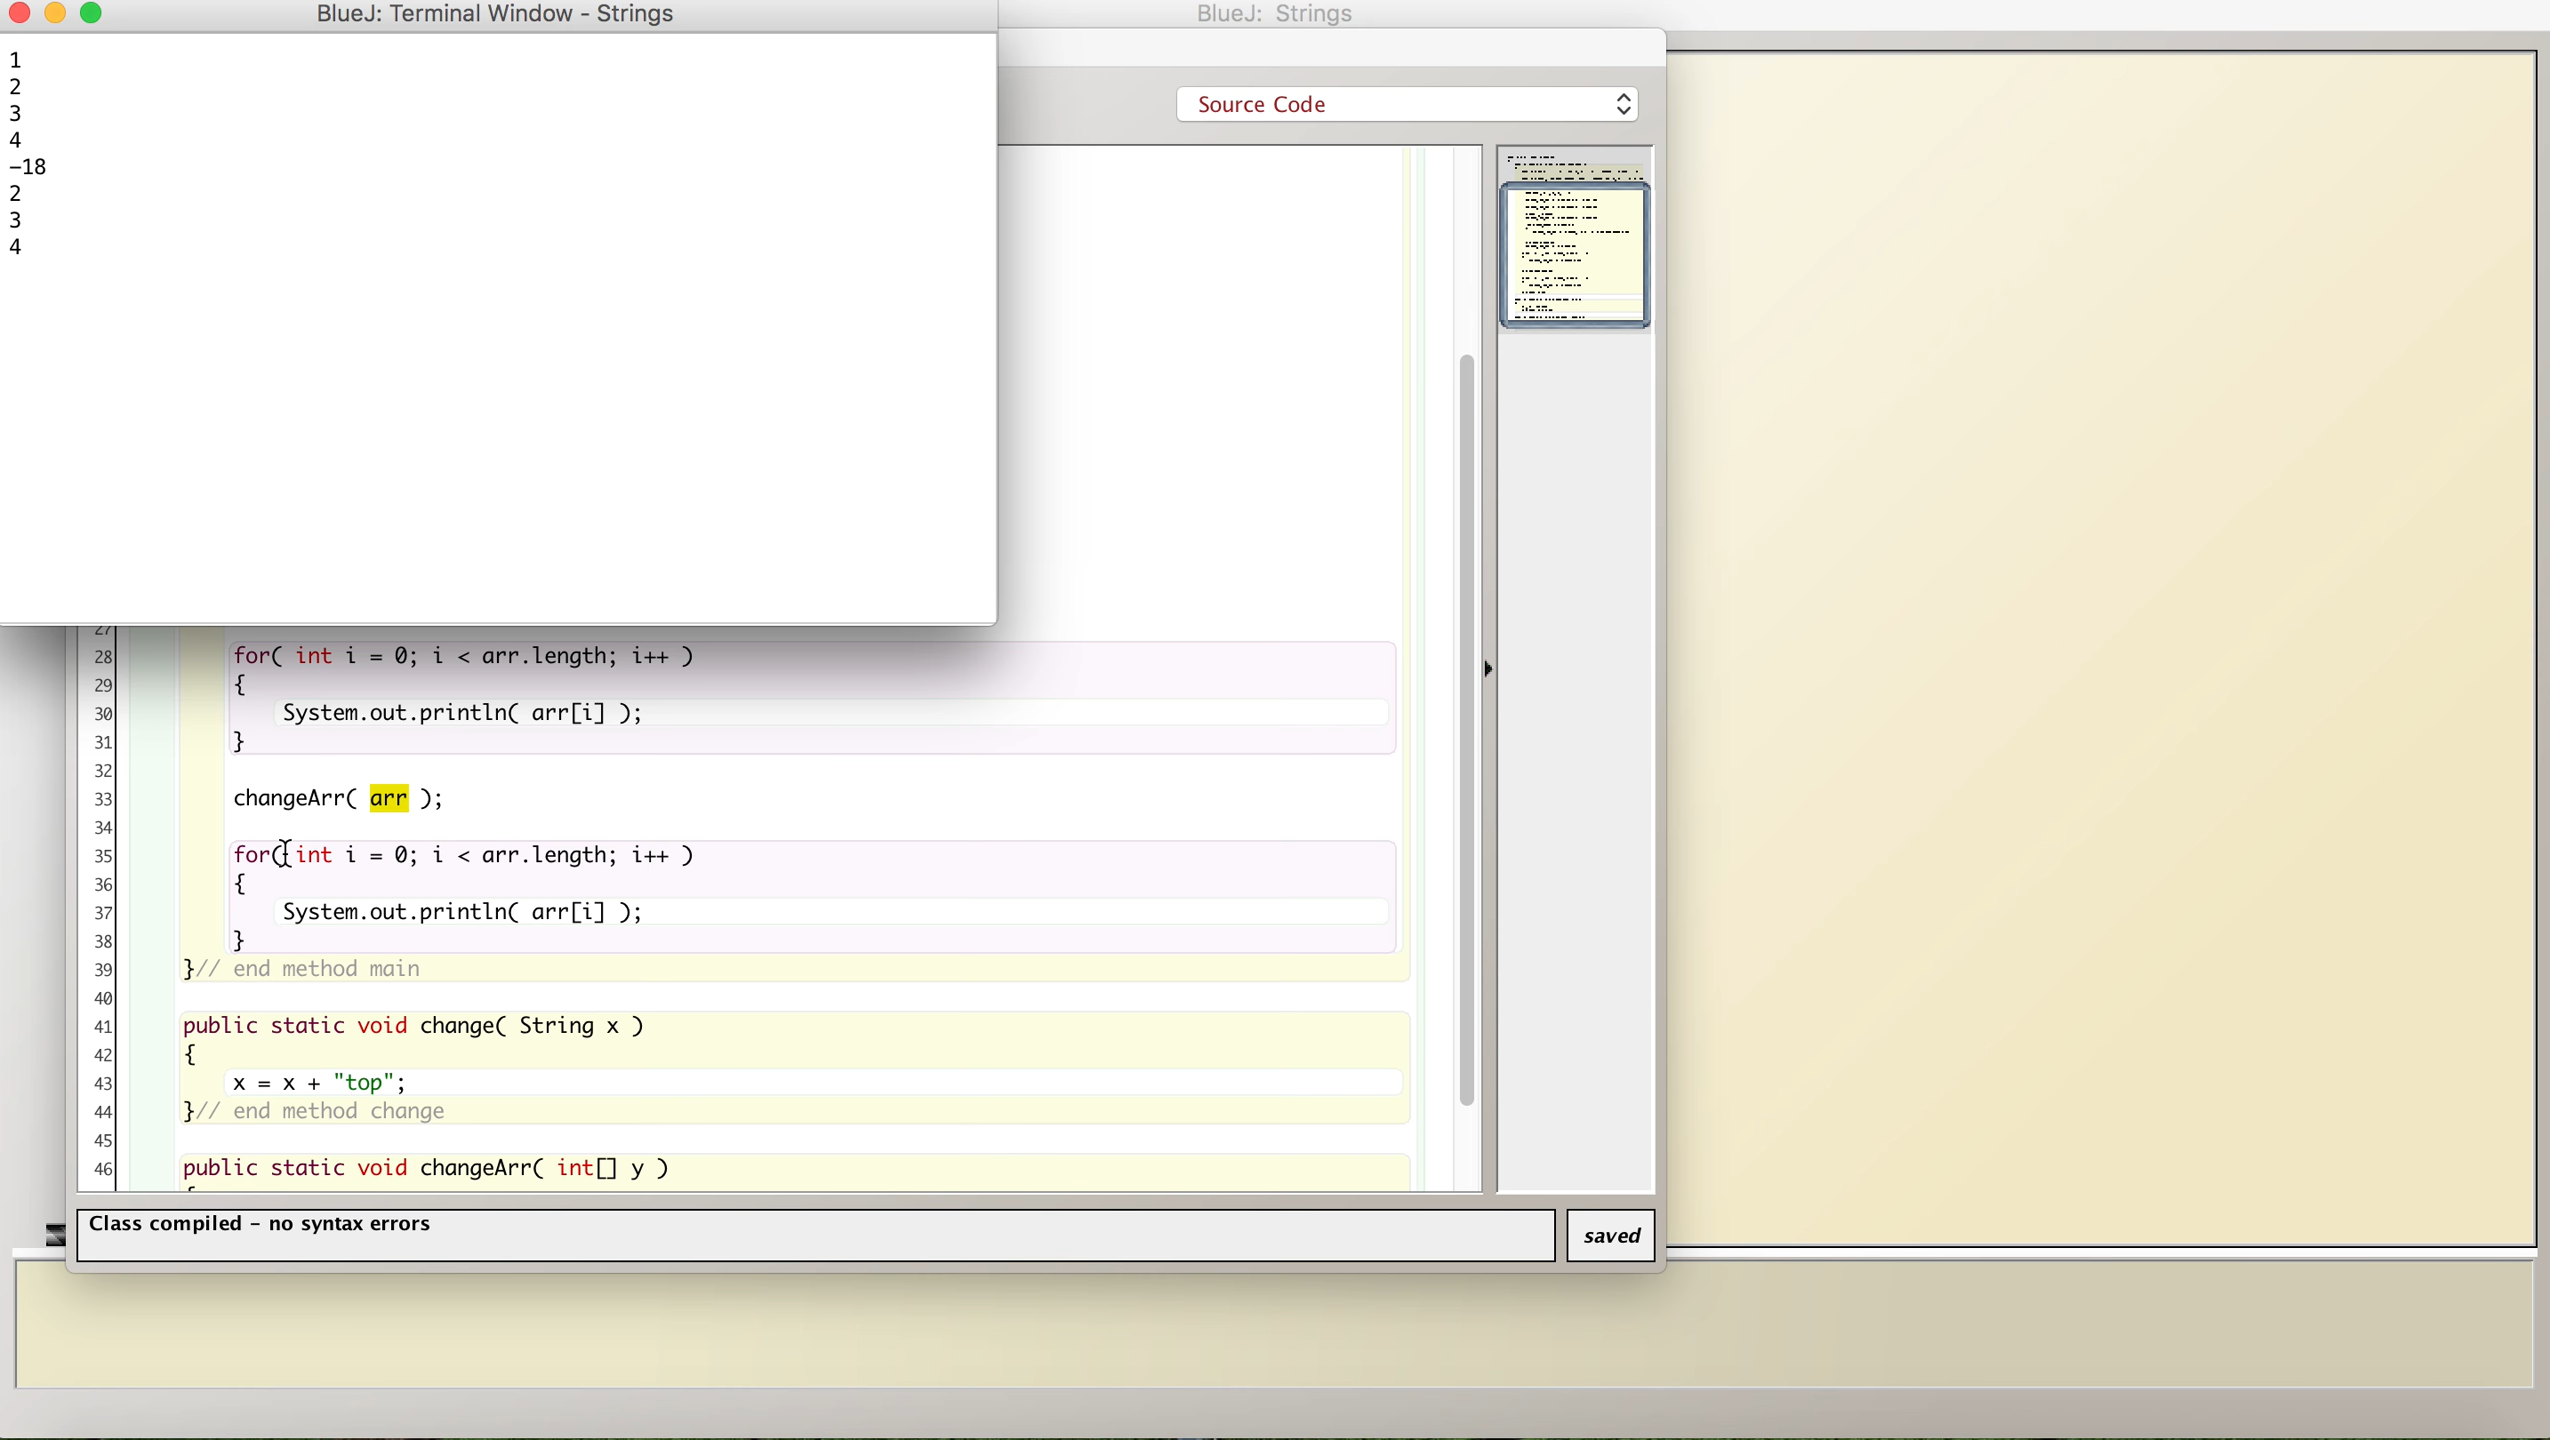 BlueJ: Terminal Window - Strings
BlueJ: Strings
1
2
3
4
-18
2
3
4
Source Code
27
28 for( int i = 0; i < arr.length; i++ )
29 {
30 System.out.println( arr[i] );
31 }
32
33 changeArr( arr );
34
35 for( int i = 0; i < arr.length; i++ )
36 {
37 System.out.println( arr[i] );
38 }
39 }// end method main
40
41 public static void change( String x )
42 {
43 x = x + "top";
44 }// end method change
45
46 public static void changeArr( int[] y )
Class compiled - no syntax errors
saved